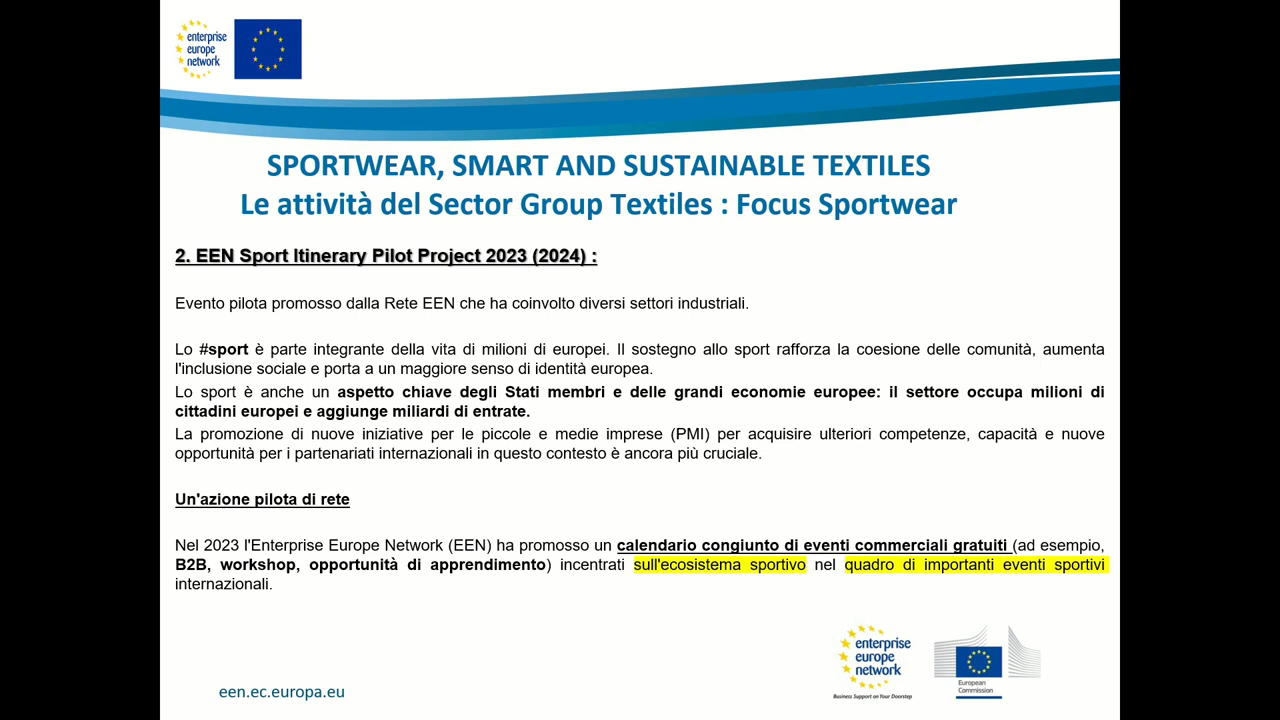 enterprise
europe
network
SPORTWEAR, SMART AND SUSTAINABLE TEXTILES
Le attività del Sector Group Textiles : Focus Sportwear
2. EEN Sport Itinerary Pilot Project 2023 (2024) :
Evento pilota promosso dalla Rete EEN che ha coinvolto diversi settori industriali.
Lo #sport è parte integrante della vita di milioni di europei. Il sostegno allo sport rafforza la coesione delle comunità, aumenta
l'inclusione sociale e porta a un maggiore senso di identità europea.
Lo sport è anche un aspetto chiave degli Stati membri e delle grandi economie europee: il settore occupa milioni di
cittadini europei e aggiunge miliardi di entrate.
La promozione di nuove iniziative per le piccole e medie imprese (PMI) per acquisire ulteriori competenze, capacità e nuove
opportunità per i partenariati internazionali in questo contesto è ancora più cruciale.
Un'azione pilota di rete
Nel 2023 l'Enterprise Europe Network (EEN) ha promosso un calendario congiunto di eventi commerciali gratuiti (ad esempio,
B2B, workshop, opportunità di apprendimento) incentrati sull'ecosistema sportivo nel quadro di importanti eventi sportivi
internazionali.
een.ec.europa.eu
enterprise
europe
network
Business Support on Your Doorstep
European
Commission